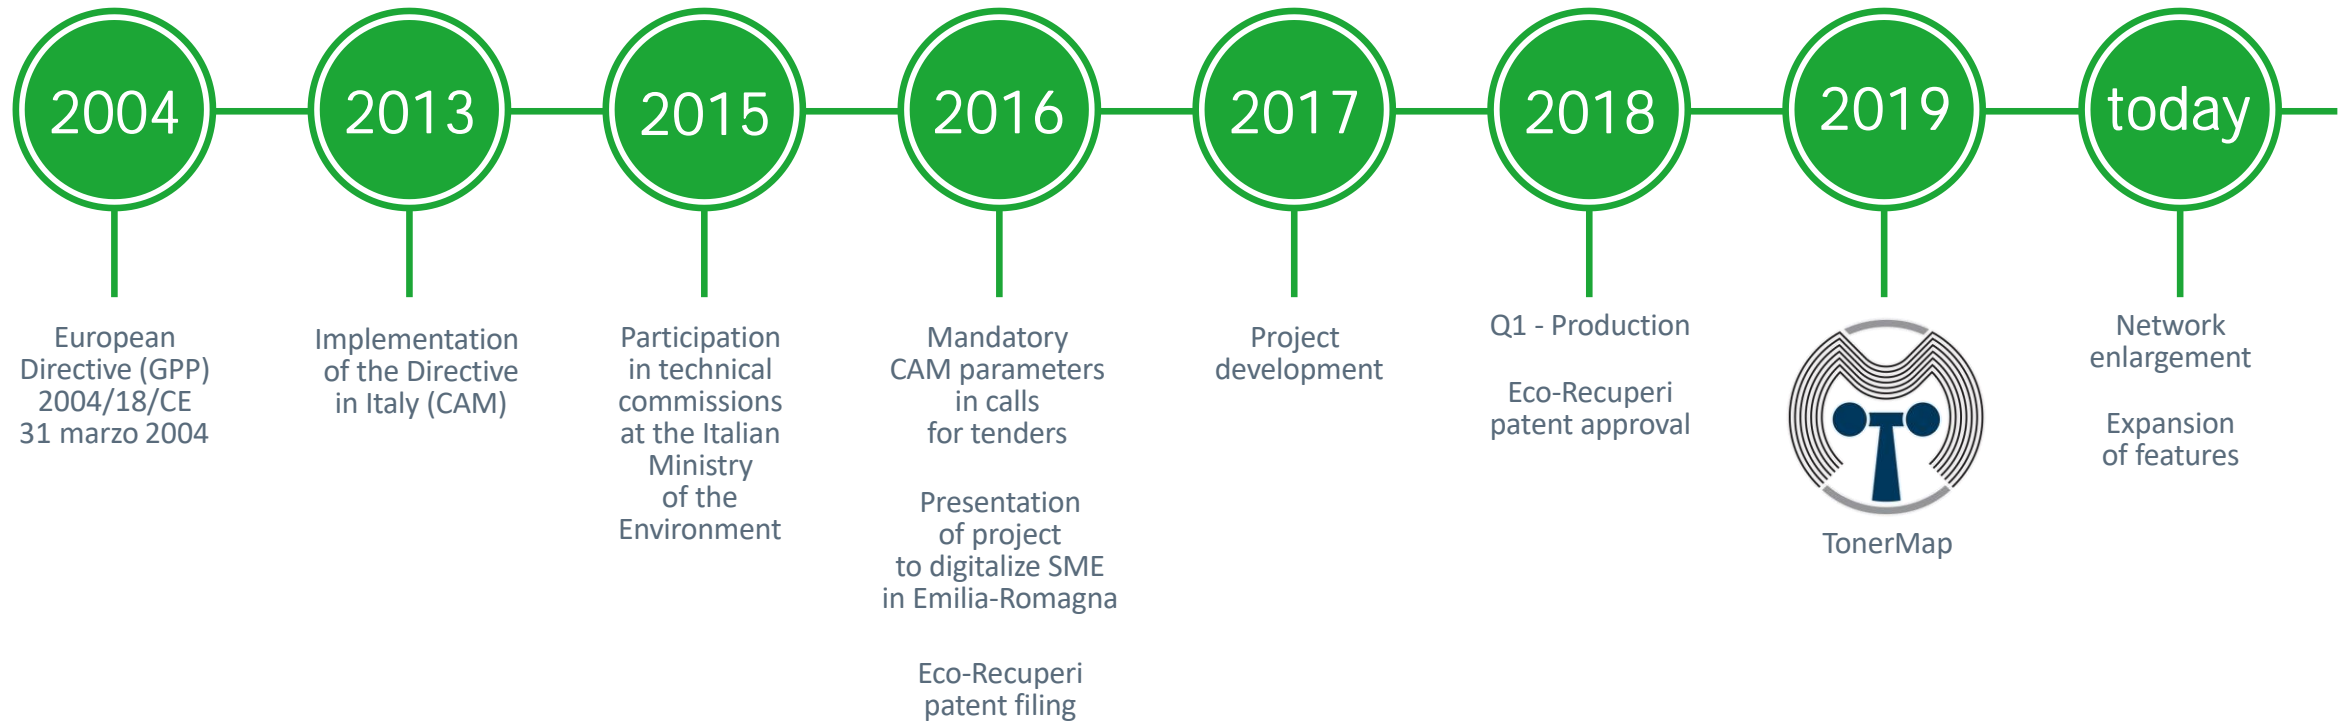 2004
2013
2015
2016
2017
2018
2019
today
European
Directive (GPP)
2004/18/CE
31 marzo 2004
Implementation
of the Directive
in Italy (CAM)
Participation
in technical
commissions
at the Italian
Ministry
of the
Environment
Mandatory
CAM parameters
in calls
for tenders
Presentation
of project
to digitalize SME
in Emilia-Romagna
Eco-Recuperi
patent filing
Project
development
Q1 - Production
Eco-Recuperi
patent approval
TonerMap
Network
enlargement
Expansion
of features